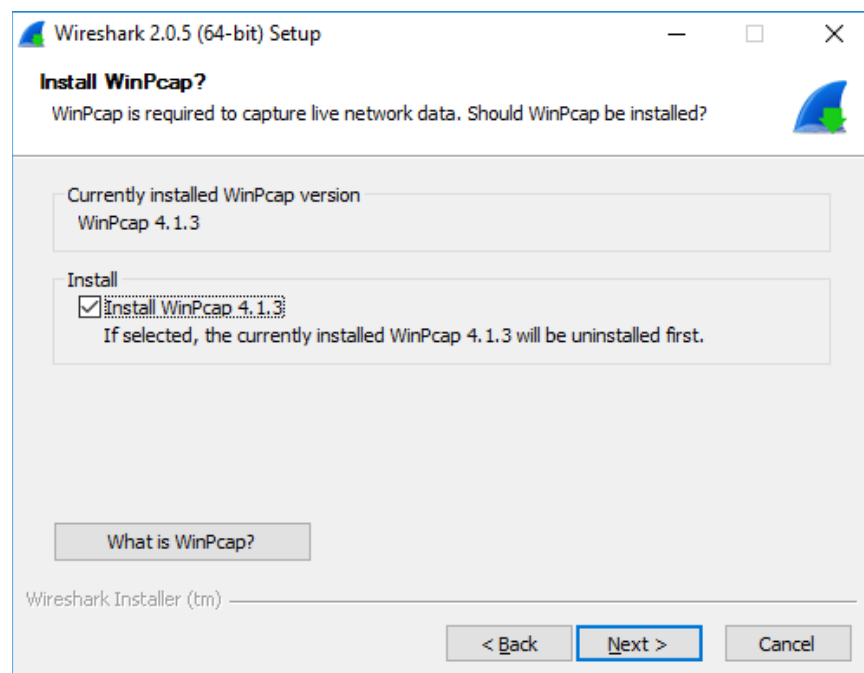 Wireshark 2.0.5 (64-bit) Setup
Install WinPcap?
WinPcap is required to capture live network data. Should WinPcap be installed?
Currently installed WinPcap version
WinPcap 4.1.3
Install
Install WinPcap 4.1.3
If selected, the currently installed WinPcap 4.1.3 will be uninstalled first.
What is WinPcap?
Wireshark Installer (tm)
< Back Next > Cancel